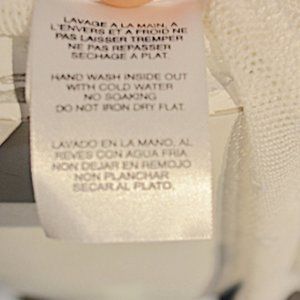 LAVAGE A LA MAIN, A
L'ENVERS ET A FROID NE
PAS LAISSER TREMPER
NE PAS REPASSER
SECHAGE A PLAT.
HAND WASH INSIDE OUT
WITH COLD WATER
NO SOAKING
DO NOT IRON DRY FLAT.
LAVADO EN LA MANO, AL
REVES CON AGUA FRIA
NON DEJAR EN REMOJO
NON PLANCHAR
SECAR AL PLATO.